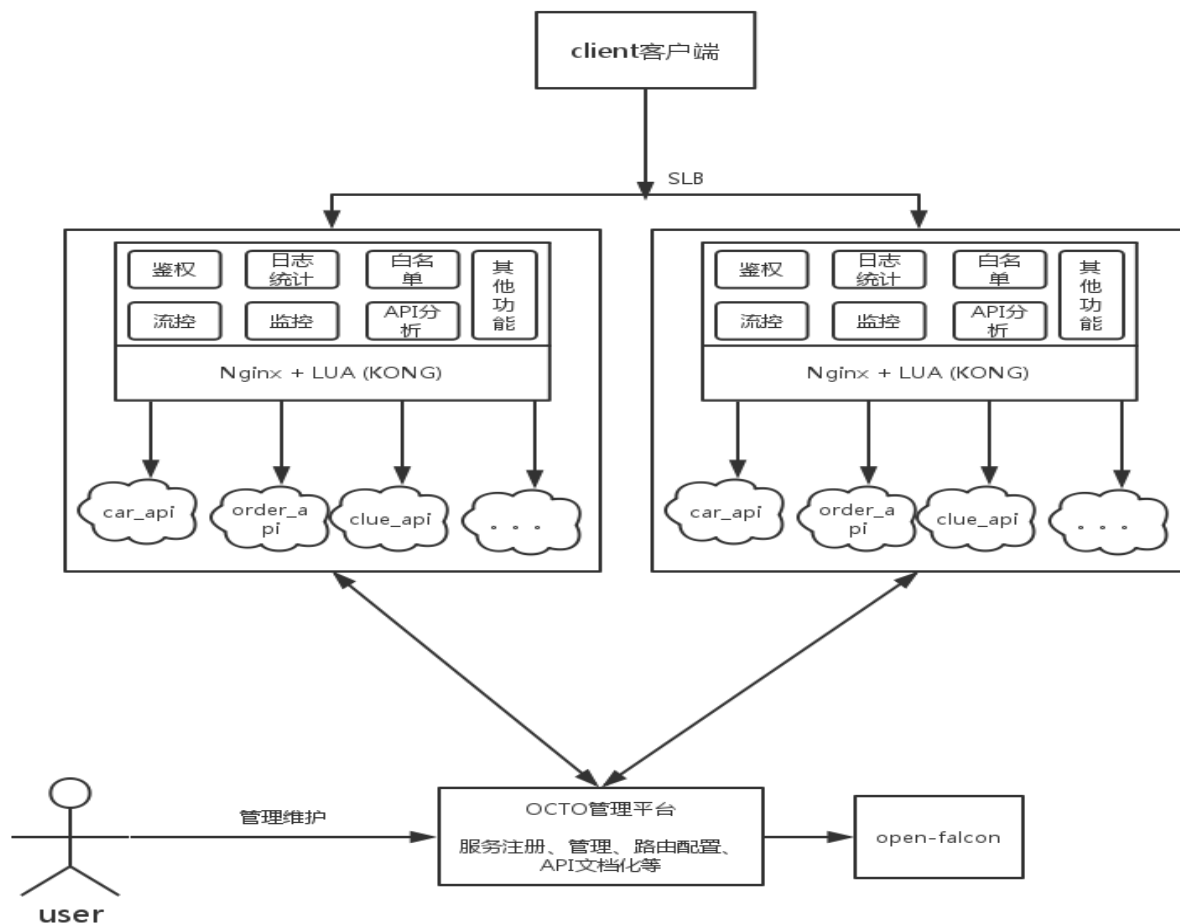 client客户端
SLB
鉴权
日志
统计
白名
单
其
他
功
能
流控
监控
API分
析
Nginx + LUA (KONG)
car_api
order_a
pi
clue_api
。。。
鉴权
日志
统计
白名
单
其
他
功
能
流控
监控
API分
析
Nginx + LUA (KONG)
car_api
order_a
pi
clue_api
。。。
管理维护
OCTO管理平台
服务注册、管理、路由配置、
API文档化等
open-falcon
user